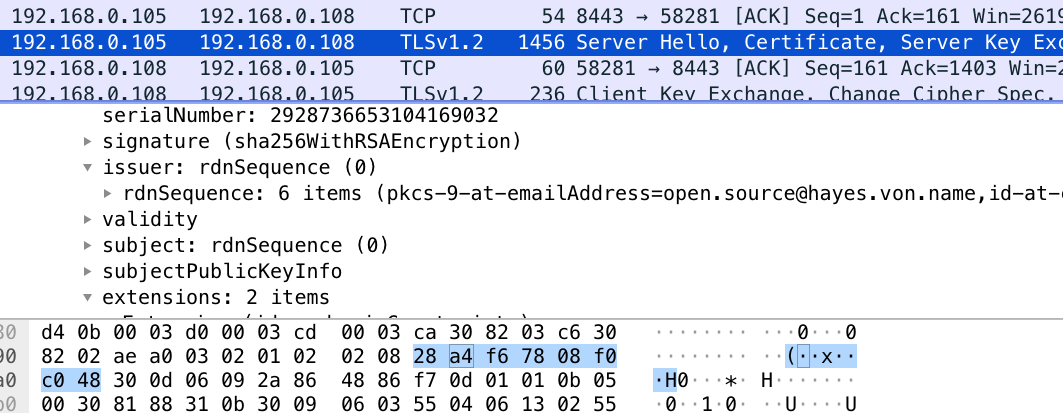 192.168.0.105 192.168.0.108 TCP 54 8443 → 58281 [ACK] Seq=1 Ack=161 Win=2619
192.168.0.105 192.168.0.108 TLSv1.2 1456 Server Hello, Certificate, Server Key Exc
192.168.0.108 192.168.0.105 TCP 60 58281 → 8443 [ACK] Seq=161 Ack=1403 Win=2
192.168.0.108 192.168.0.105 TLSv1.2 236 Client Key Exchange, Change Cipher Spec,
serialNumber: 2928736653104169032
signature (sha256WithRSAEncryption)
issuer: rdnSequence (0)
rdnSequence: 6 items (pkcs-9-at-emailAddress=open.source@hayes.von.name,id-at-
validity
subject: rdnSequence (0)
subjectPublicKeyInfo
extensions: 2 items
80 d4 0b 00 03 d0 00 03 cd 00 03 ca 30 82 03 c6 30 ········ ···0···0
90 82 02 ae a0 03 02 01 02 02 08 28 a4 f6 78 08 f0 ········ ··(··x··
a0 c0 48 30 0d 06 09 2a 86 48 86 f7 0d 01 01 0b 05 ·H0···*· H·······
b0 00 30 81 88 31 0b 30 09 06 03 55 04 06 13 02 55 ·0··1·0· ··U····U